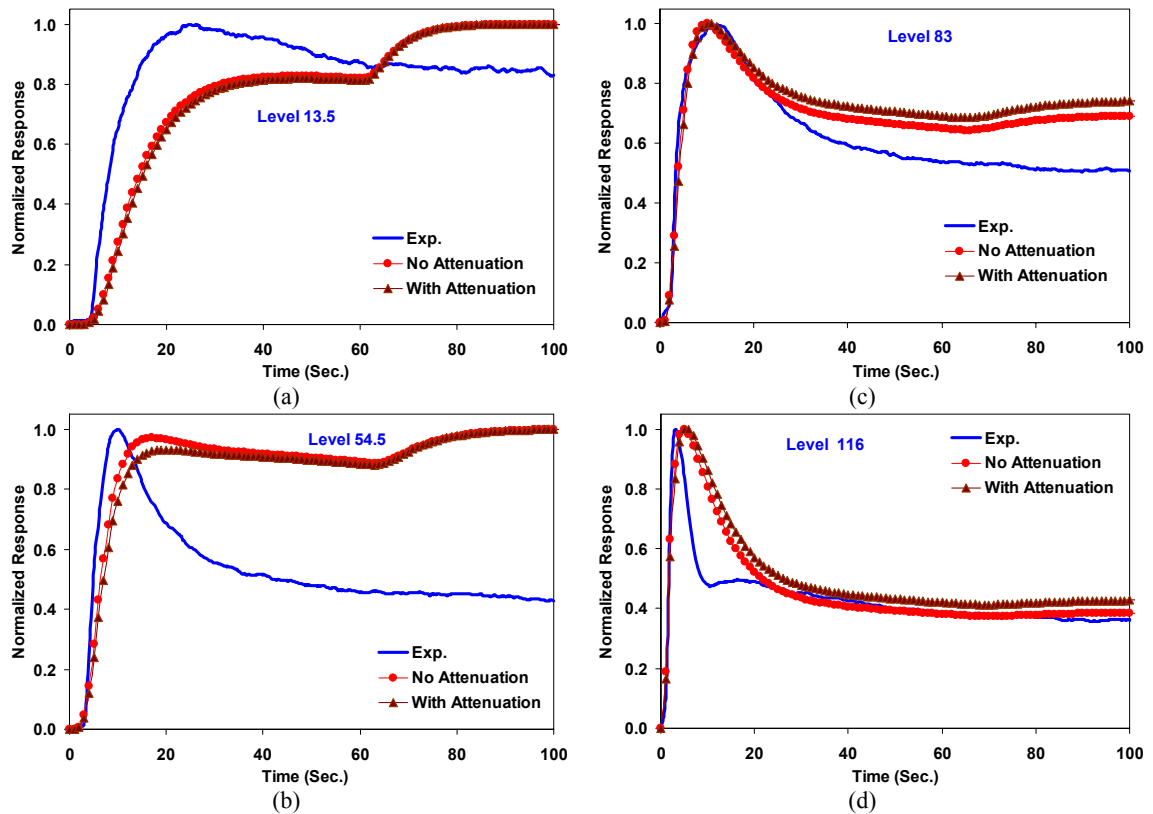 1.0
0.8
0.6
0.4
0.2
0.0
Normalized Response
Level 13.5
Exp.
No Attenuation
With Attenuation
0 20 40 60 80 100
Time (Sec.)
(a)
1.0
0.8
0.6
0.4
0.2
0.0
Normalized Response
Level 54.5
Exp.
No Attenuation
With Attenuation
0 20 40 60 80 100
Time (Sec.)
(b)
1.0
0.8
0.6
0.4
0.2
0.0
Normalized Response
Level 83
Exp.
No Attenuation
With Attenuation
0 20 40 60 80 100
Time (Sec.)
(c)
1.0
0.8
0.6
0.4
0.2
0.0
Normalized Response
Level 116
Exp.
No Attenuation
With Attenuation
0 20 40 60 80 100
Time (Sec.)
(d)